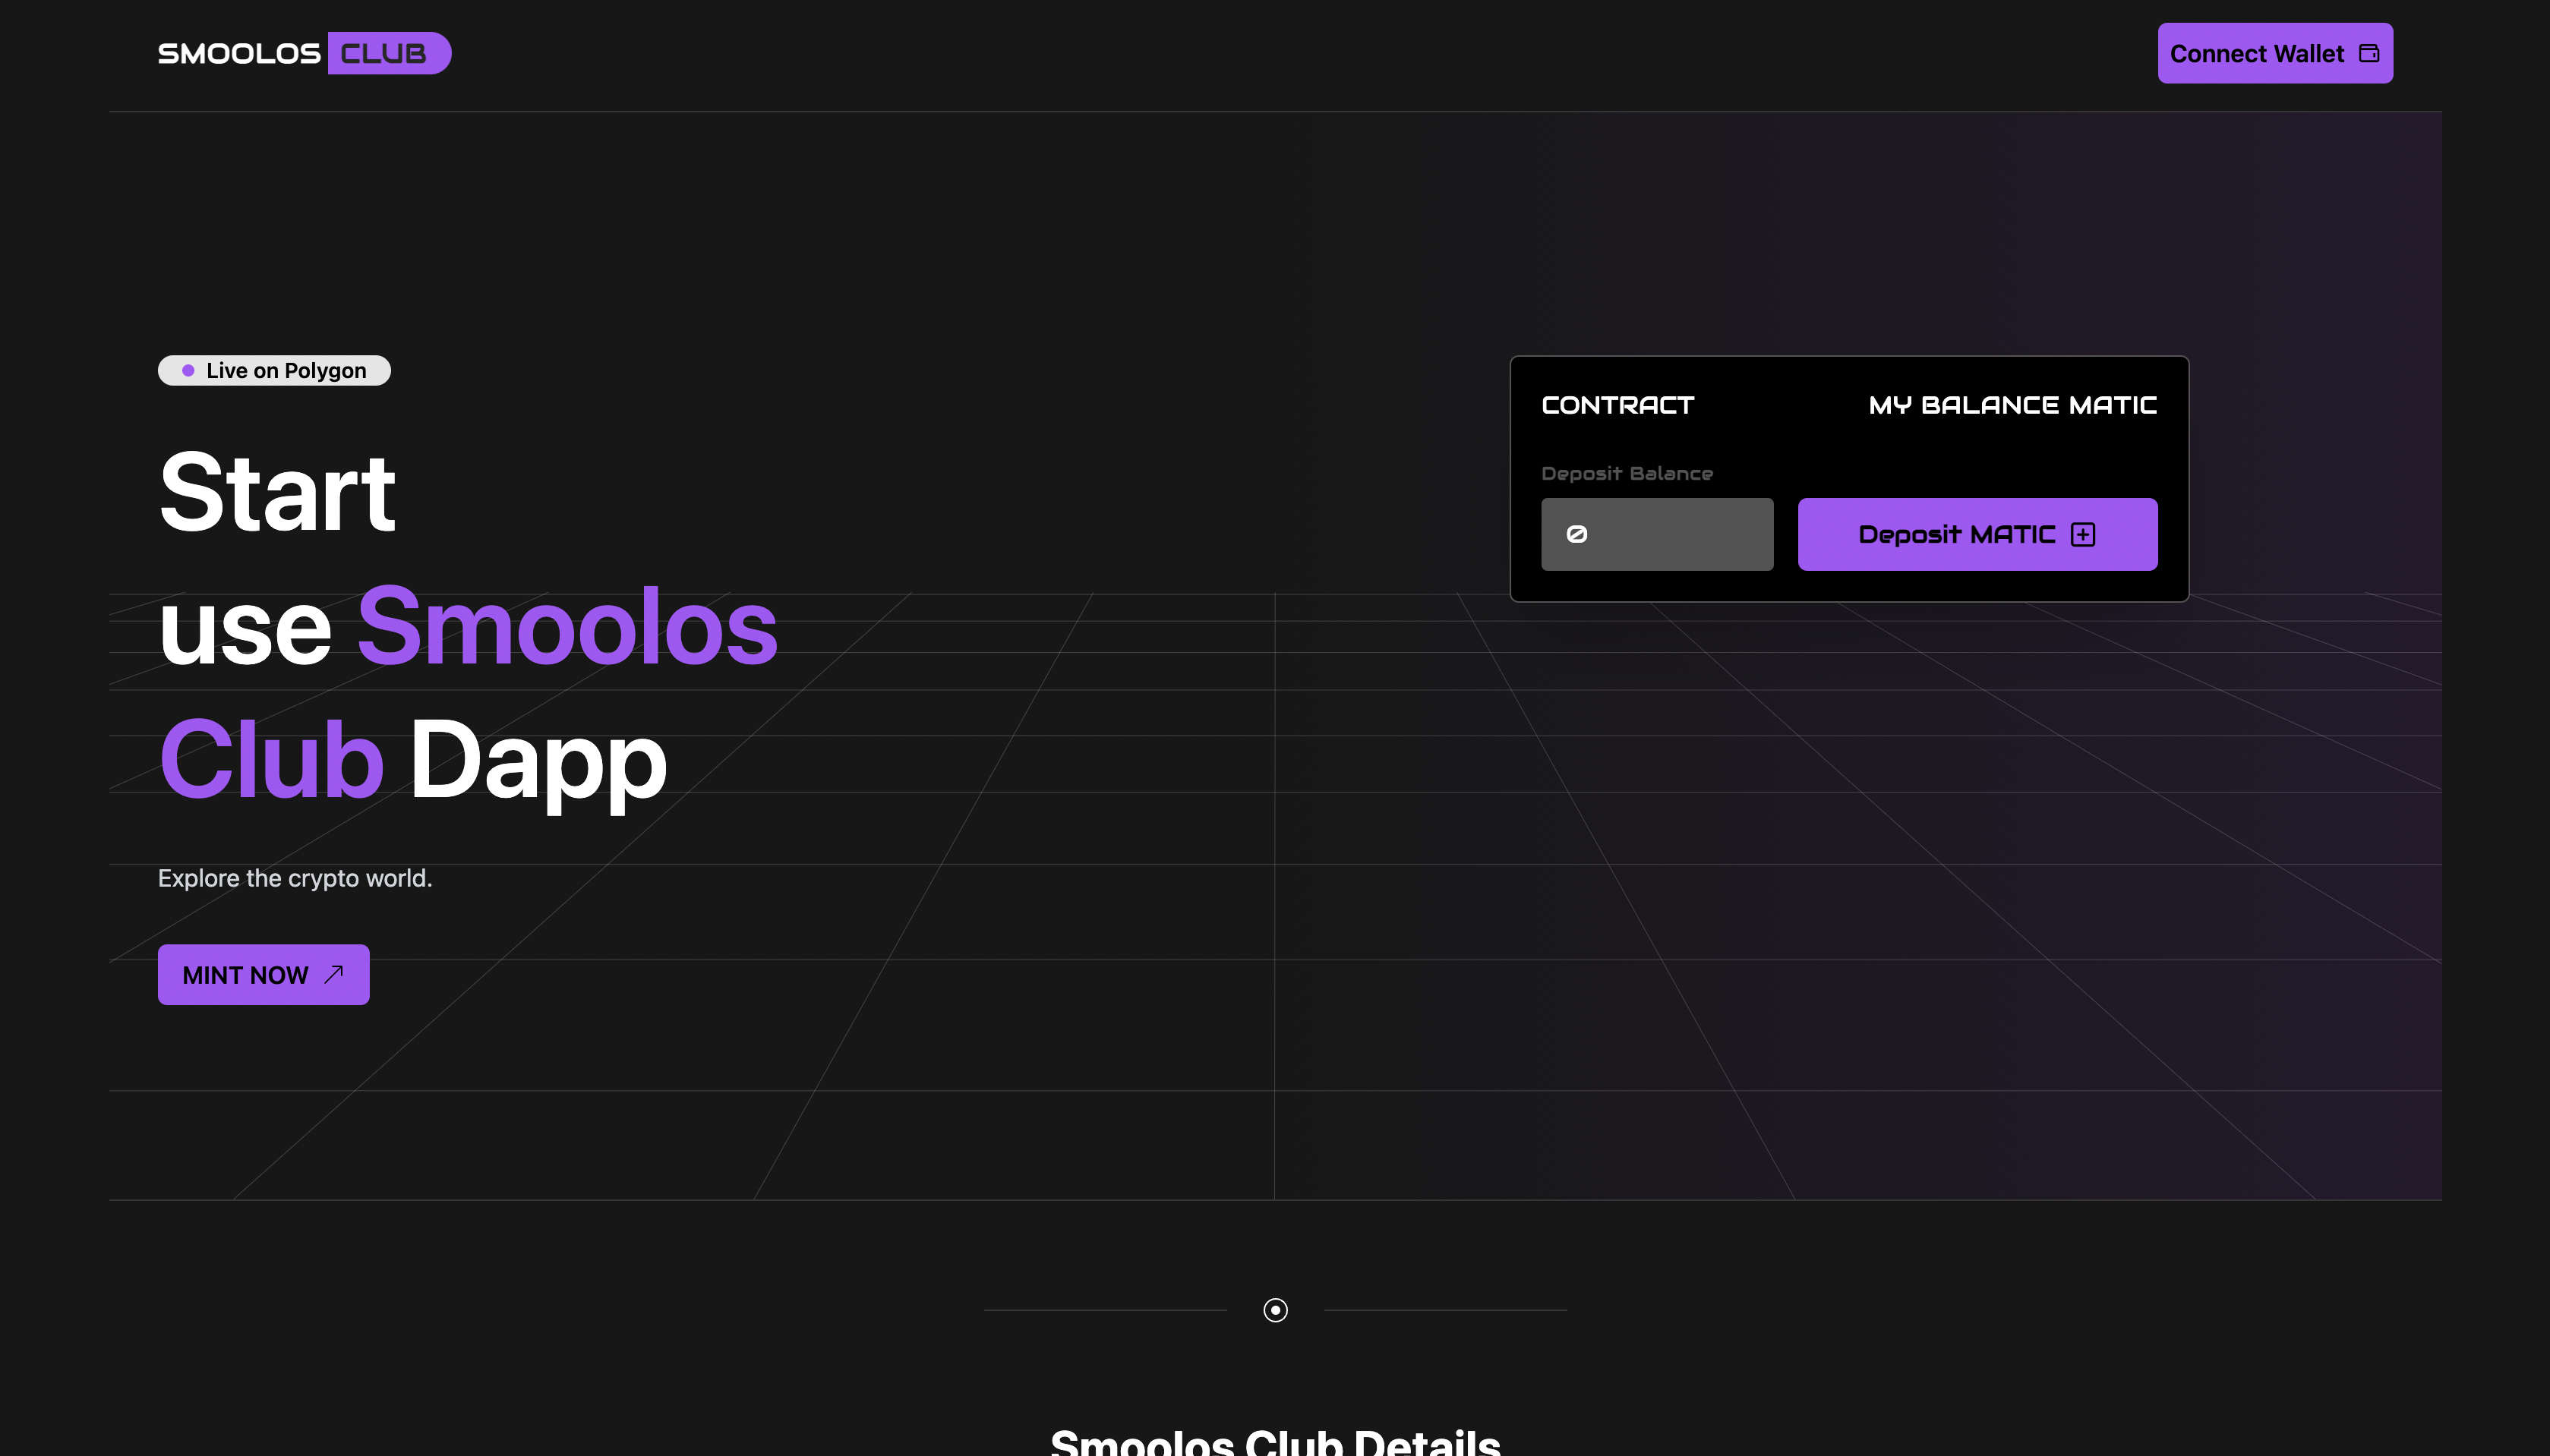 SMOOLOS CLUB
Connect Wallet
Live on Polygon
Start
use Smoolos
Club Dapp
Explore the crypto world.
MINT NOW
CONTRACT
MY BALANCE MATIC
Deposit Balance
0
Deposit MATIC
Smoolos Club Details